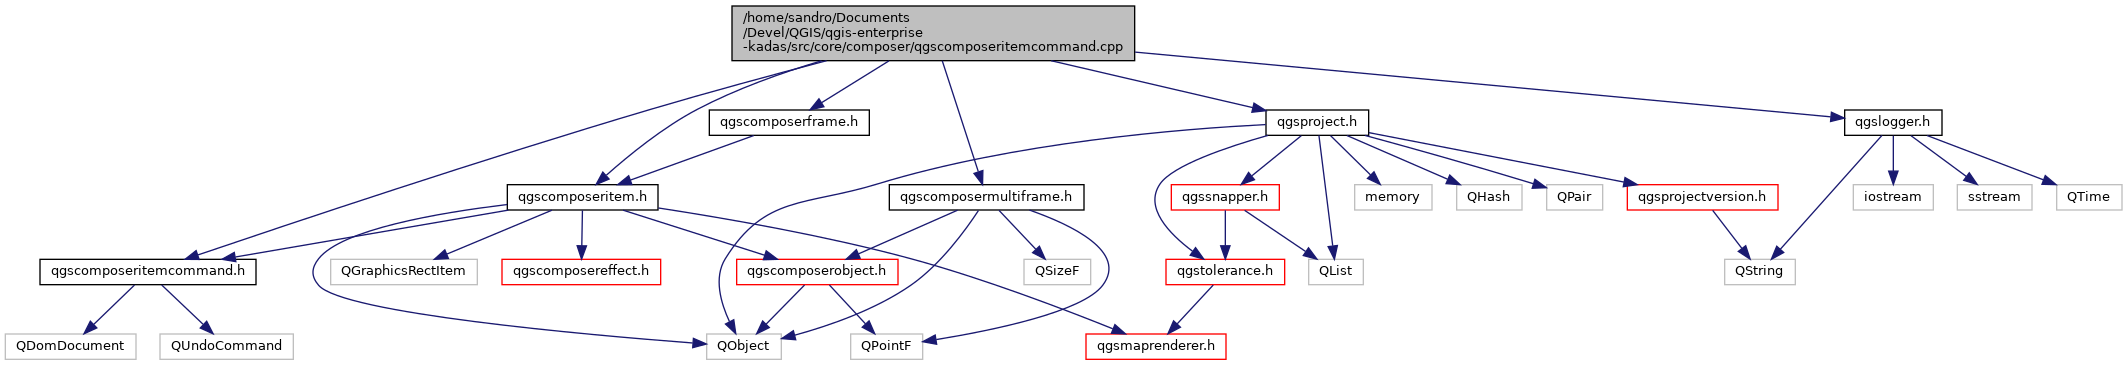 /home/sandro/Documents
/Devel/QGIS/qgis-enterprise
-kadas/src/core/composer/qgscomposeritemcommand.cpp
qgscomposerframe.h
qgsproject.h
qgslogger.h
qgscomposeritem.h
qgscomposermultiframe.h
qgssnapper.h
memory
QHash
QPair
qgsprojectversion.h
iostream
sstream
QTime
qgscomposeritemcommand.h
QGraphicsRectItem
qgscomposereffect.h
qgscomposerobject.h
QSizeF
qgstolerance.h
QList
QString
QDomDocument
QUndoCommand
QObject
QPointF
qgsmaprenderer.h